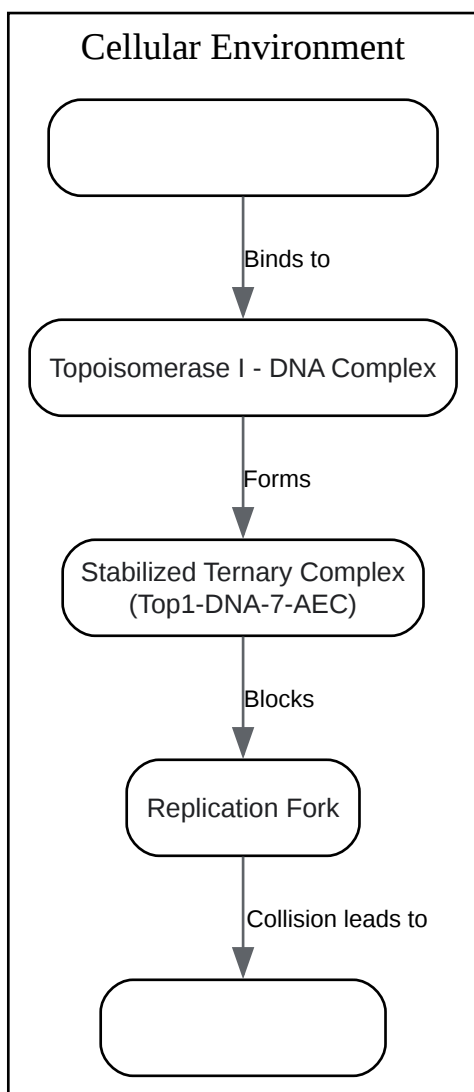 Cellular Environment
Binds to
Topoisomerase I - DNA Complex
Forms
Stabilized Ternary Complex
(Top1-DNA-7-AEC)
Blocks
Replication Fork
Collision leads to